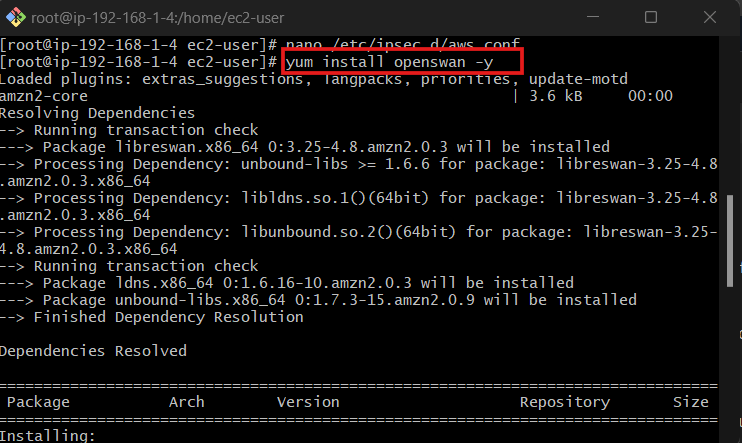 root@ip-192-168-1-4:/home/ec2-user
[root@ip-192-168-1-4 ec2-user]# nano /etc/ipsec.d/aws.conf
[root@ip-192-168-1-4 ec2-user]# yum install openswan -y
Loaded plugins: extras_suggestions, langpacks, priorities, update-motd
amzn2-core | 3.6 kB 00:00
Resolving Dependencies
--> Running transaction check
---> Package libreswan.x86_64 0:3.25-4.8.amzn2.0.3 will be installed
--> Processing Dependency: unbound-libs >= 1.6.6 for package: libreswan-3.25-4.8
.amzn2.0.3.x86_64
--> Processing Dependency: libldns.so.1()(64bit) for package: libreswan-3.25-4.8
.amzn2.0.3.x86_64
--> Processing Dependency: libunbound.so.2()(64bit) for package: libreswan-3.25-
4.8.amzn2.0.3.x86_64
--> Running transaction check
---> Package ldns.x86_64 0:1.6.16-10.amzn2.0.3 will be installed
---> Package unbound-libs.x86_64 0:1.7.3-15.amzn2.0.9 will be installed
--> Finished Dependency Resolution
Dependencies Resolved
================================================================================
Package Arch Version Repository Size
================================================================================
Installing: